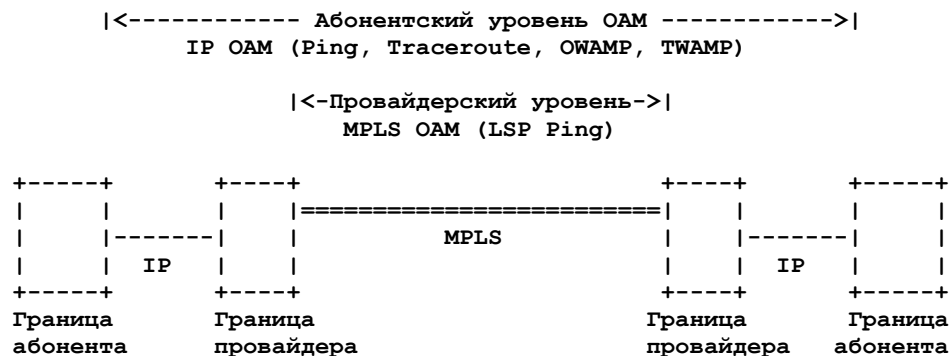 |<------------ Абонентский уровень OAM ------------>|
IP OAM (Ping, Traceroute, OWAMP, TWAMP)
|<-Провайдерский уровень->|
MPLS OAM (LSP Ping)
MPLS
IP IP
Граница Граница Граница Граница
абонента провайдера провайдера абонента